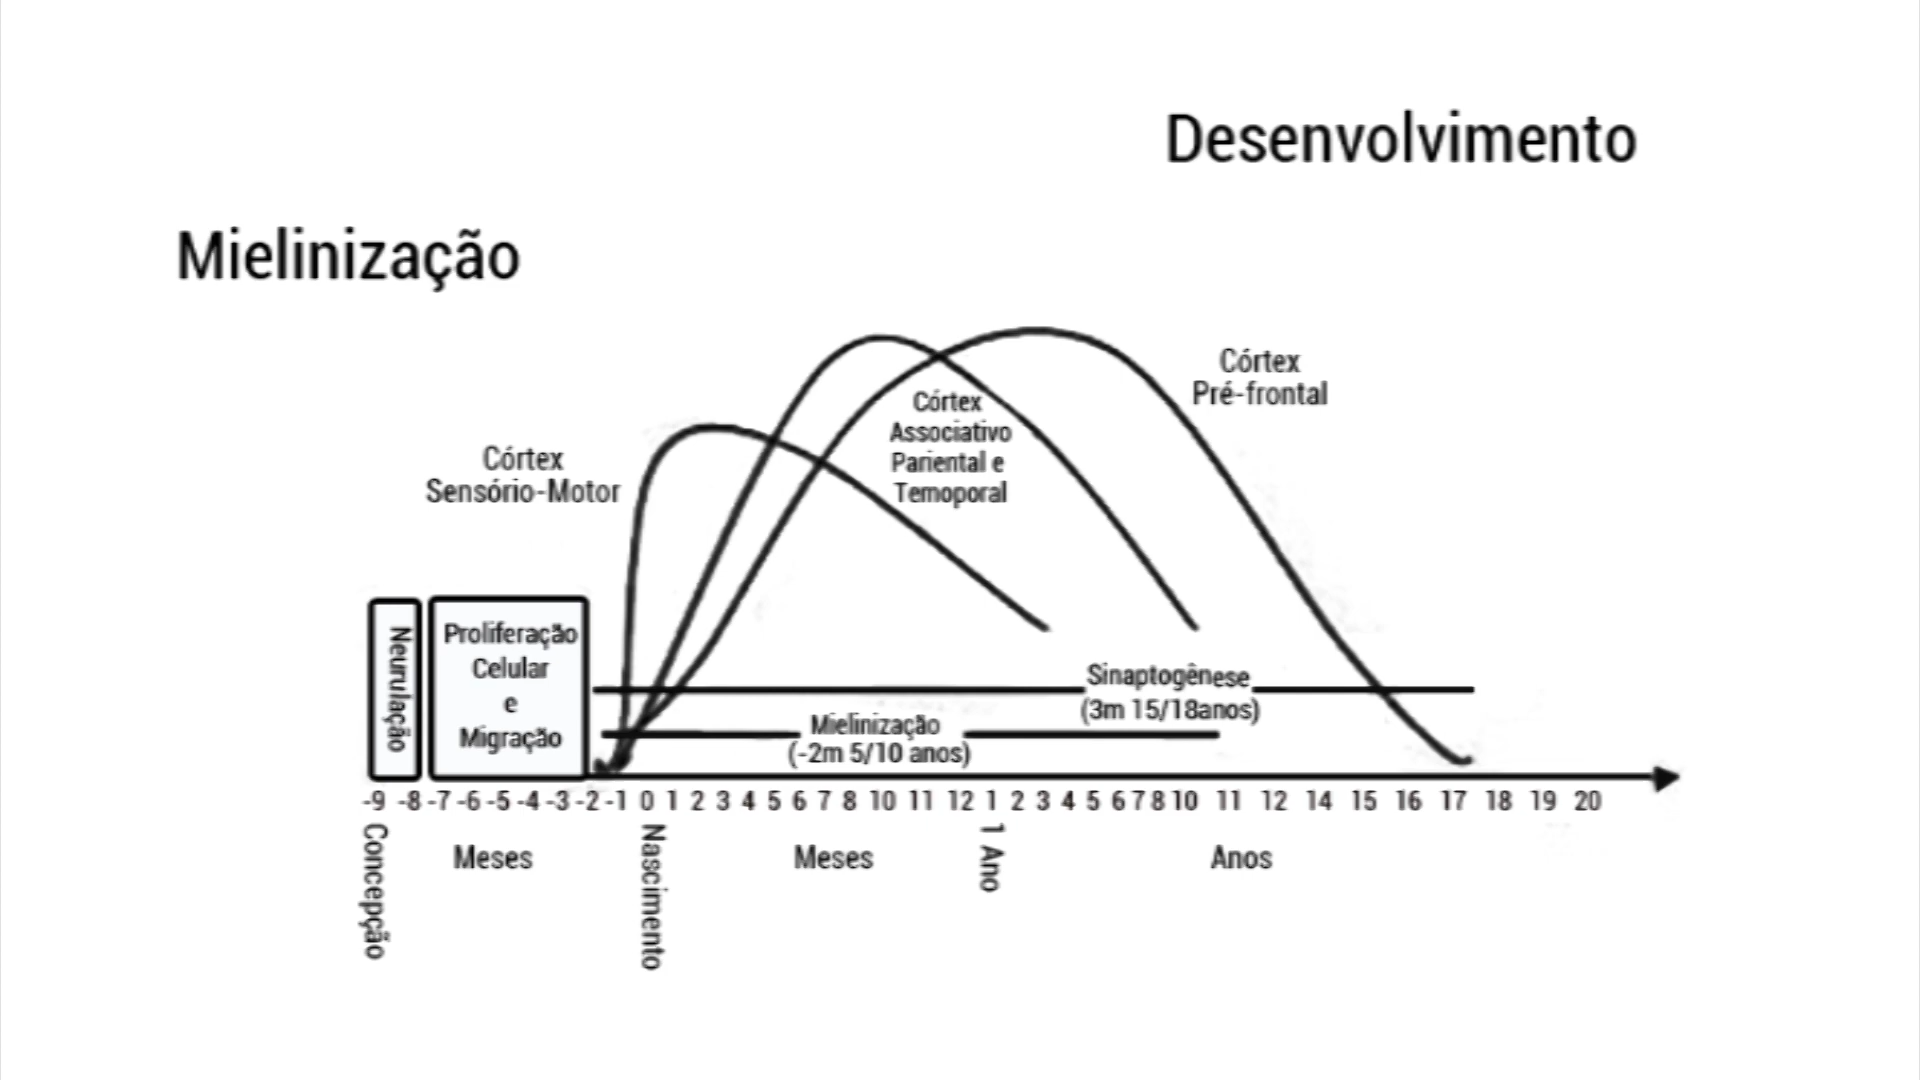 Desenvolvimento
Mielinização
Córtex
Pré-frontal
Córtex
Associativo
Pariental e
Temoporal
Córtex
Sensório-Motor
Neurulação
Proliferação
Celular
e
Migração
Sinaptogênese
(3m 15/18anos)
Mielinização
(-2m 5/10 anos)
-9 -8 -7 -6 -5 -4 -3 -2 -1 0 1 2 3 4 5 6 7 8 10 11 12 1 2 3 4 5 6 7 8 10 11 12 14 15 16 17 18 19 20
Concepção
Meses
Nascimento
Meses
1 Ano
Anos